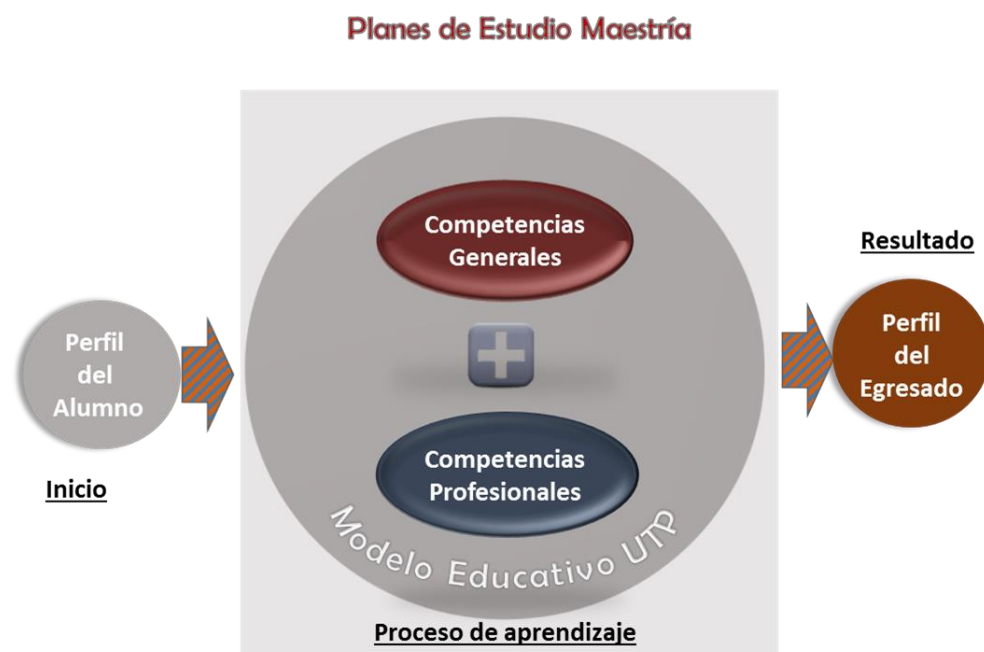 Planes de Estudio Maestría
Perfil
del
Alumno
Inicio
Competencias
Generales
Competencias
Profesionales
Modelo Educativo UTP
Proceso de aprendizaje
Resultado
Perfil
del
Egresado